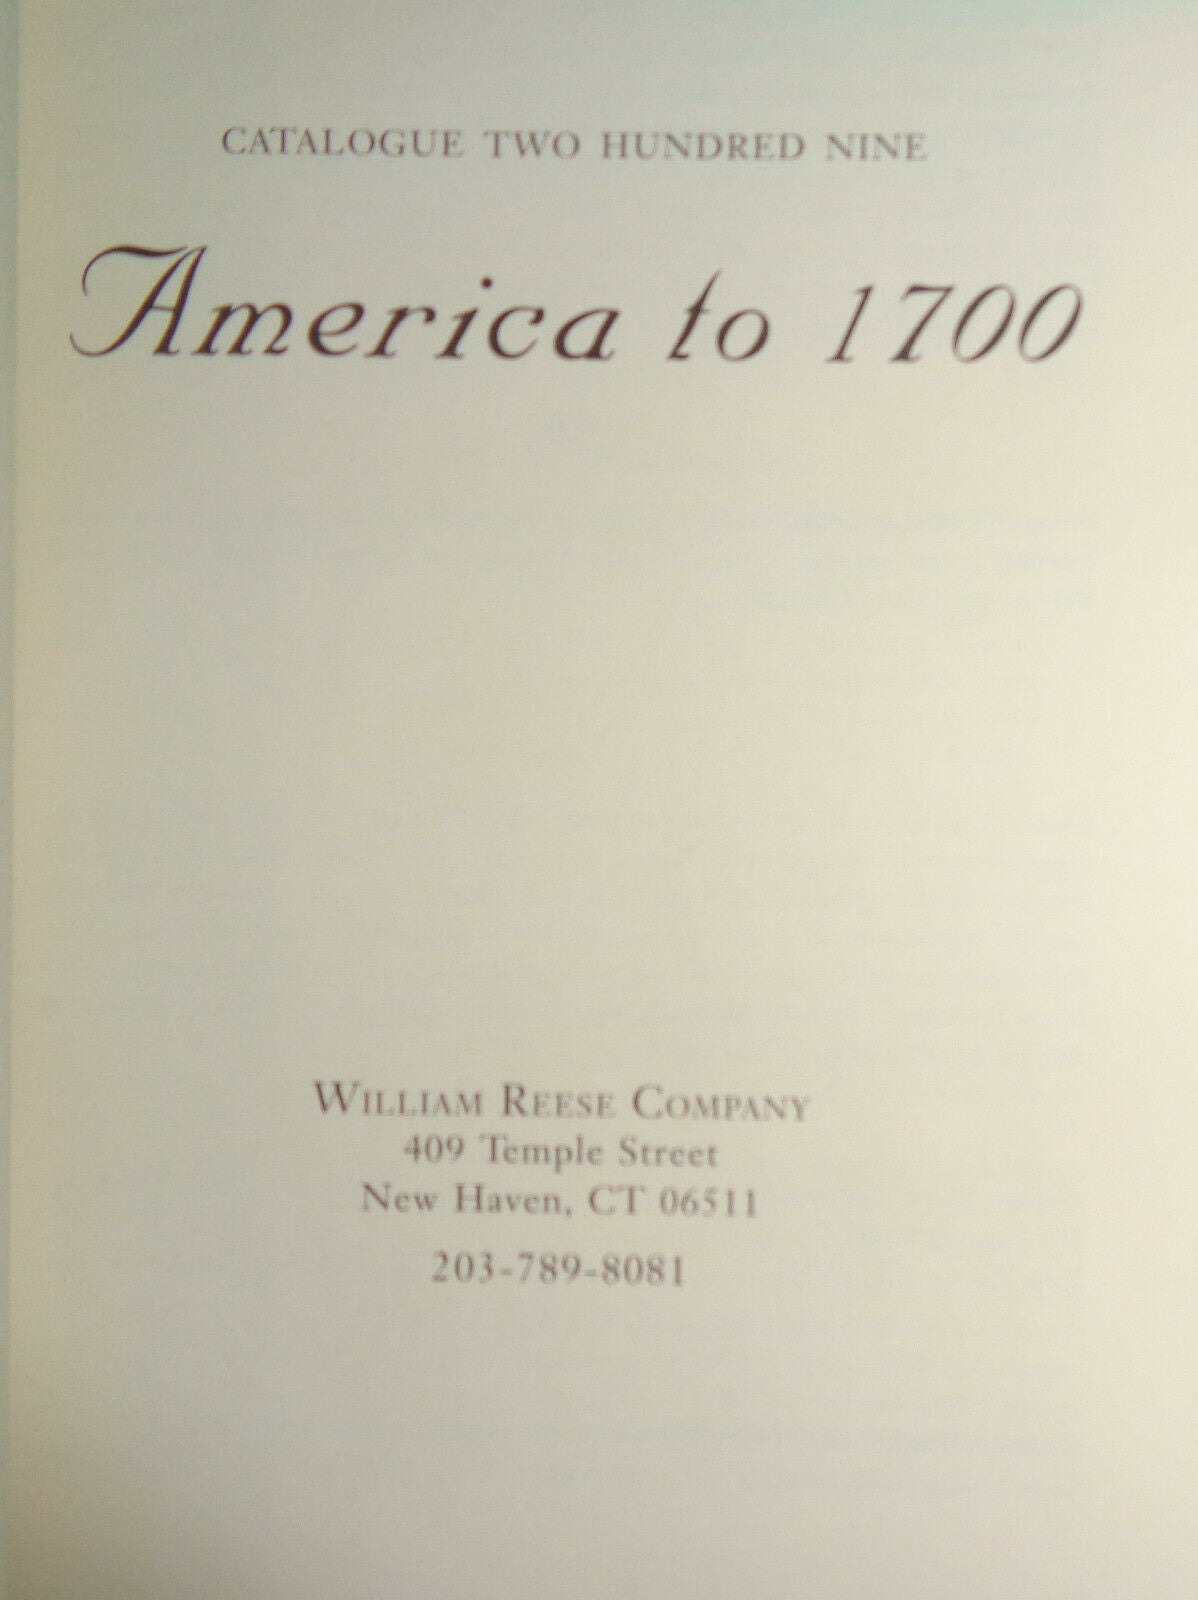 CATALOGUE TWO HUNDRED NINE
America to 1700
WILLIAM REESE COMPANY
409 Temple Street
New Haven, CT 06511
203-789-8081